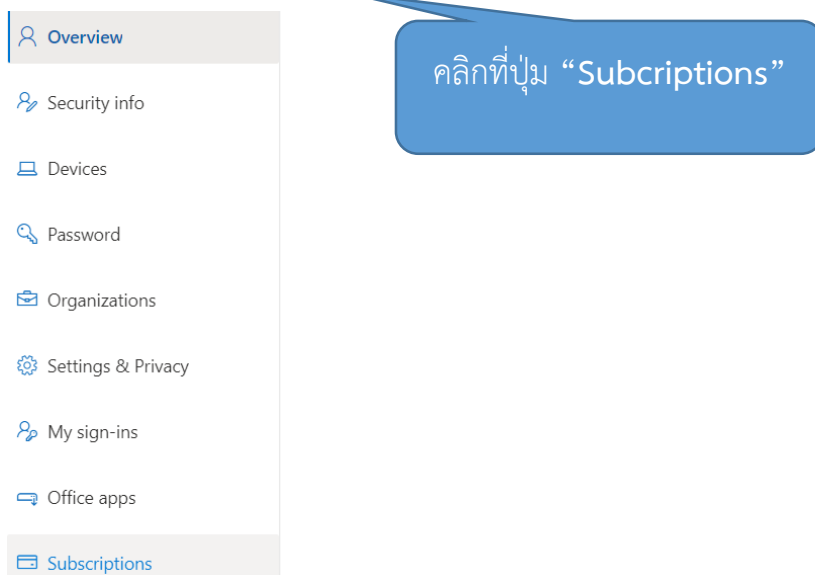 Overview
คลิกที่ปุ่ม “Subcriptions”
Security info
Devices
Password
Organizations
Settings & Privacy
My sign-ins
Office apps
Subscriptions